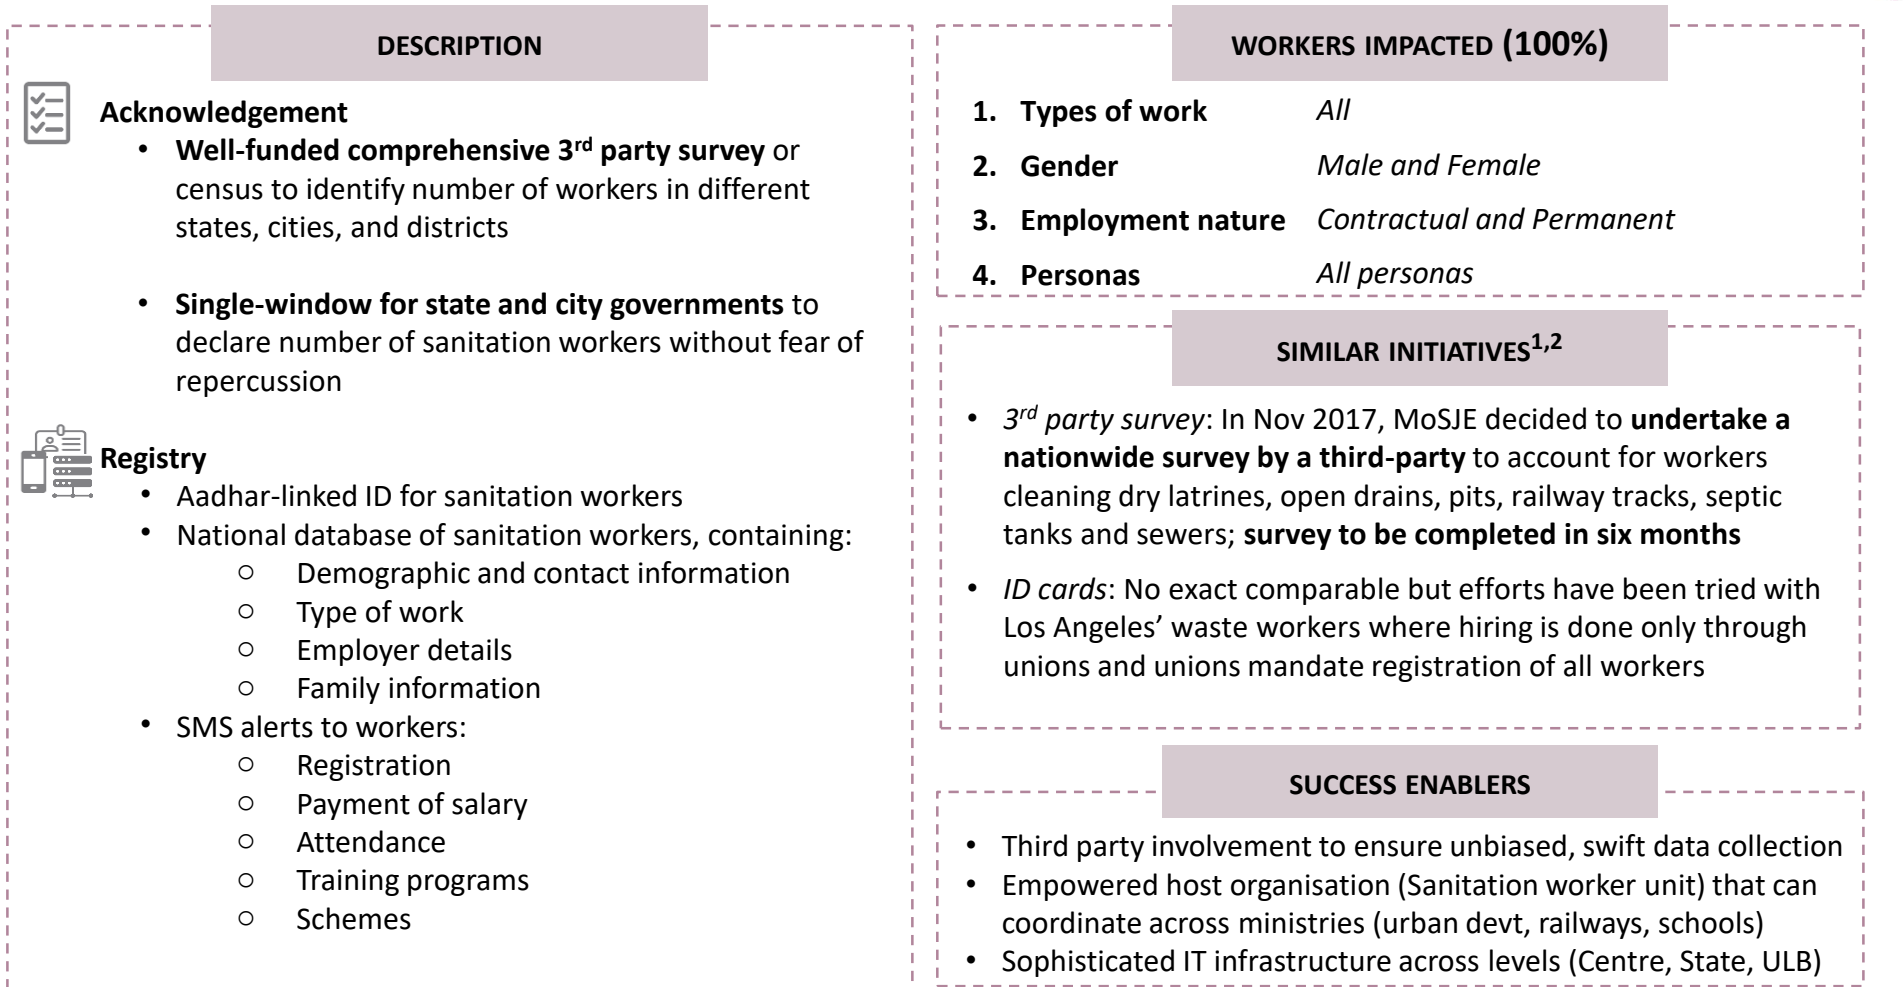 DESCRIPTION
Acknowledgement
• Well-funded comprehensive 3rd party survey or
census to identify number of workers in different
states, cities, and districts
• Single-window for state and city governments to
declare number of sanitation workers without fear of
repercussion
Registry
• Aadhar-linked ID for sanitation workers
• National database of sanitation workers, containing:
○ Demographic and contact information
○ Type of work
○ Employer details
○ Family information
• SMS alerts to workers:
○ Registration
○ Payment of salary
○ Attendance
○ Training programs
○ Schemes
WORKERS IMPACTED (100%)
1. Types of work All
2. Gender Male and Female
3. Employment nature Contractual and Permanent
4. Personas All personas
SIMILAR INITIATIVES1,2
• 3rd party survey: In Nov 2017, MoSJE decided to undertake a
nationwide survey by a third-party to account for workers
cleaning dry latrines, open drains, pits, railway tracks, septic
tanks and sewers; survey to be completed in six months
• ID cards: No exact comparable but efforts have been tried with
Los Angeles’ waste workers where hiring is done only through
unions and unions mandate registration of all workers
SUCCESS ENABLERS
• Third party involvement to ensure unbiased, swift data collection
• Empowered host organisation (Sanitation worker unit) that can
coordinate across ministries (urban devt, railways, schools)
• Sophisticated IT infrastructure across levels (Centre, State, ULB)